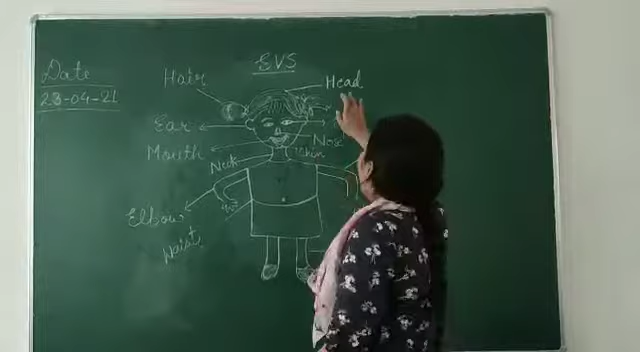 EVS
Date
23-04-21
Hair
Head
Ear
Nose
Mouth
Chin
Neck
Elbow
Waist